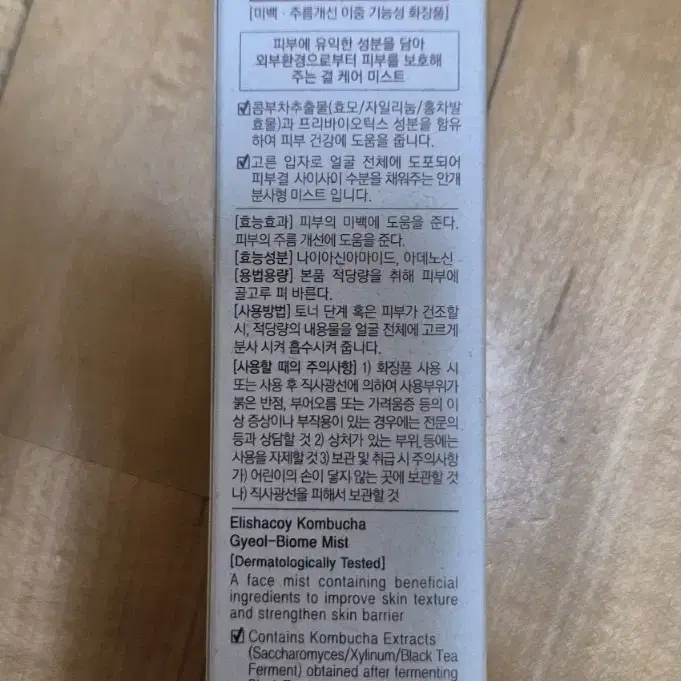 [미백 · 주름개선 이중 기능성 화장품]
피부에 유익한 성분을 담아
외부환경으로부터 피부를 보호해
주는 결 케어 미스트
콤부차추출물(효모/자일리눔/홍차발
효물)과 프리바이오틱스 성분을 함유
하여 피부 건강에 도움을 줍니다.
고른 입자로 얼굴 전체에 도포되어
피부결 사이사이 수분을 채워주는 안개
분사형 미스트 입니다.
[효능효과] 피부의 미백에 도움을 준다.
피부의 주름 개선에 도움을 준다.
[효능성분] 나이아신아마이드, 아데노신
[용법용량] 본품 적당량을 취해 피부에
골고루 펴 바른다.
[사용방법] 토너 단계 혹은 피부가 건조할
시, 적당량의 내용물을 얼굴 전체에 고르게
분사 시켜 흡수시켜 줍니다.
[사용할 때의 주의사항] 1) 화장품 사용 시
또는 사용 후 직사광선에 의하여 사용부위가
붉은 반점, 부어오름 또는 가려움증 등의 이
상 증상이나 부작용이 있는 경우에는 전문의
등과 상담할 것 2) 상처가 있는 부위 등에는
사용을 자제할 것 3) 보관 및 취급 시 주의사항
가) 어린이의 손이 닿지 않는 곳에 보관할 것
나) 직사광선을 피해서 보관할 것
Elishacoy Kombucha
Gyeol-Biome Mist
[Dermatologically Tested]
A face mist containing beneficial
ingredients to improve skin texture
and strengthen skin barrier
Contains Kombucha Extracts
(Saccharomyces/Xylinum/Black Tea
Ferment) obtained after fermenting